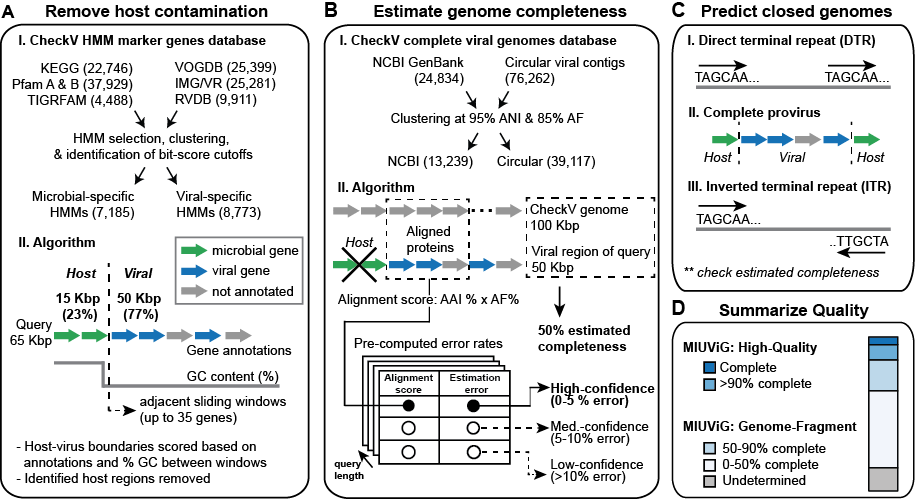 A
Remove host contamination
I. CheckV HMM marker genes database
KEGG (22,746)
Pfam A & B (37,929)
TIGRFAM (4,488)
VOGDB (25,399)
IMG/VR (25,281)
RVDB (9,911)
HMM selection, clustering,
& identification of bit-score cutoffs
Microbial-specific
HMMs (7,185)
Viral-specific
HMMs (8,773)
II. Algorithm
microbial gene
viral gene
not annotated
Host
Viral
15 Kbp
(23%)
50 Kbp
(77%)
Query
65 Kbp
Gene annotations
GC content (%)
adjacent sliding windows
(up to 35 genes)
- Host-virus boundaries scored based on
annotations and % GC between windows
- Identified host regions removed
B
Estimate genome completeness
I. CheckV complete viral genomes database
NCBI GenBank
(24,834)
Circular viral contigs
(76,262)
Clustering at 95% ANI & 85% AF
NCBI (13,239)
Circular (39,117)
II. Algorithm
CheckV genome
100 Kbp
Aligned
proteins
Host
Viral region of query
50 Kbp
Alignment score: AAI % x AF%
50% estimated
completeness
Pre-computed error rates
Alignment
score
Estimation
error
High-confidence
(0-5 % error)
Med.-confidence
(5-10% error)
Low-confidence
(>10% error)
query
length
C
Predict closed genomes
I. Direct terminal repeat (DTR)
TAGCAA...
TAGCAA...
II. Complete provirus
Host
Viral
Host
III. Inverted terminal repeat (ITR)
TAGCAA...
..TTGCTA
** check estimated completeness
D
Summarize Quality
MIUViG: High-Quality
Complete
>90% complete
MIUViG: Genome-Fragment
50-90% complete
0-50% complete
Undetermined